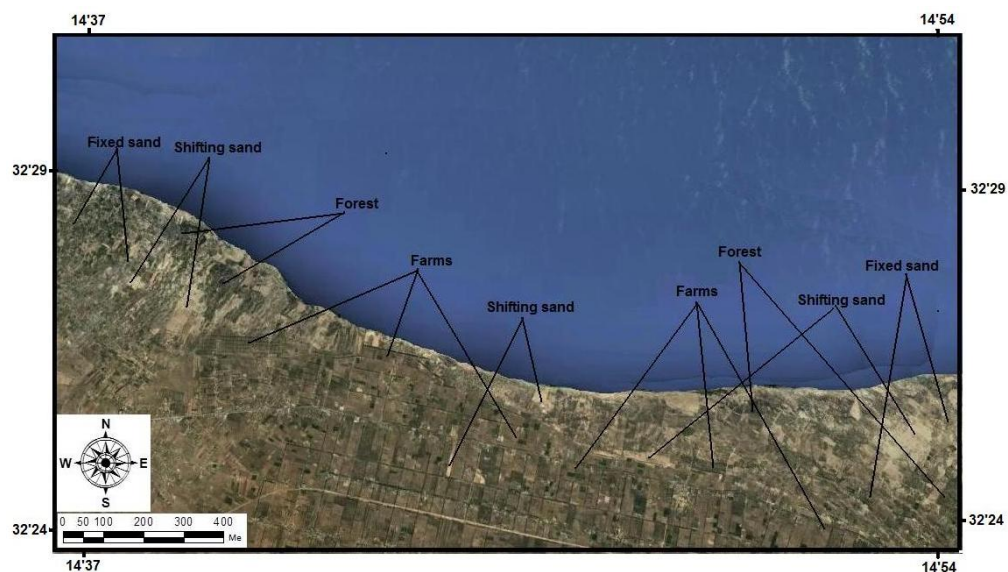 14'37
14'54
Fixed sand
Shifting sand
32'29
32'29
Forest
Forest
Farms
Fixed sand
Farms
Shifting sand
Shifting sand
N
W
E
S
0 50 100 200 300 400
Me
32'24
32'24
14'37
14'54